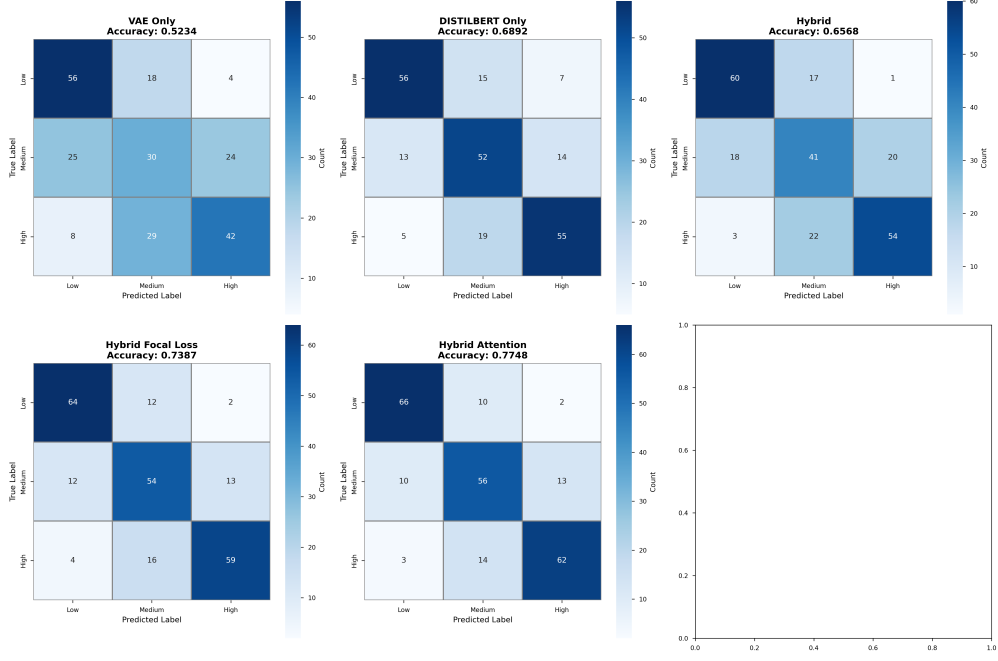 VAE Only
Accuracy: 0.5234
Low
Medium
High
True Label
56 18 4
25 30 24
8 29 42
Low Medium High
Predicted Label
50
40
30
20
10
Count
DISTILBERT Only
Accuracy: 0.6892
Low
Medium
High
True Label
56 15 7
13 52 14
5 19 55
Low Medium High
Predicted Label
50
40
30
20
10
Count
Hybrid
Accuracy: 0.6568
Low
Medium
High
True Label
60 17 1
18 41 20
3 22 54
Low Medium High
Predicted Label
60
50
40
30
20
10
Count
Hybrid Focal Loss
Accuracy: 0.7387
Low
Medium
High
True Label
64 12 2
12 54 13
4 16 59
Low Medium High
Predicted Label
60
50
40
30
20
10
Count
Hybrid Attention
Accuracy: 0.7748
Low
Medium
High
True Label
66 10 2
10 56 13
3 14 62
Low Medium High
Predicted Label
60
50
40
30
20
10
Count
1.0
0.8
0.6
0.4
0.2
0.0
0.0 0.2 0.4 0.6 0.8 1.0